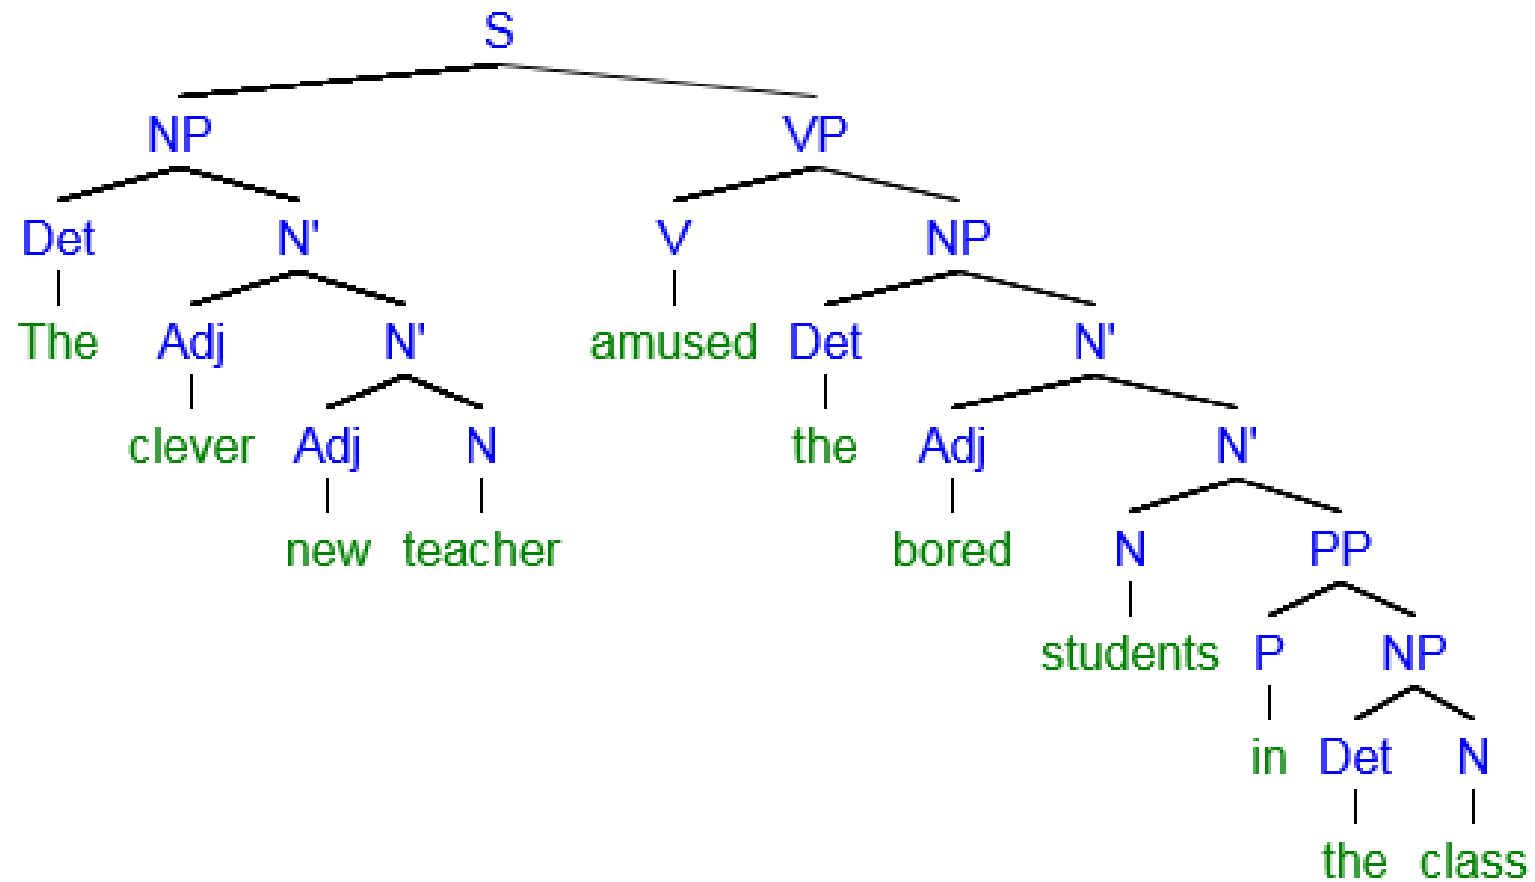 S
NP VP
Det N' V NP
The Adj N' amused Det N'
clever Adj N the Adj N'
new teacher bored N PP
students P NP
in Det N
the class